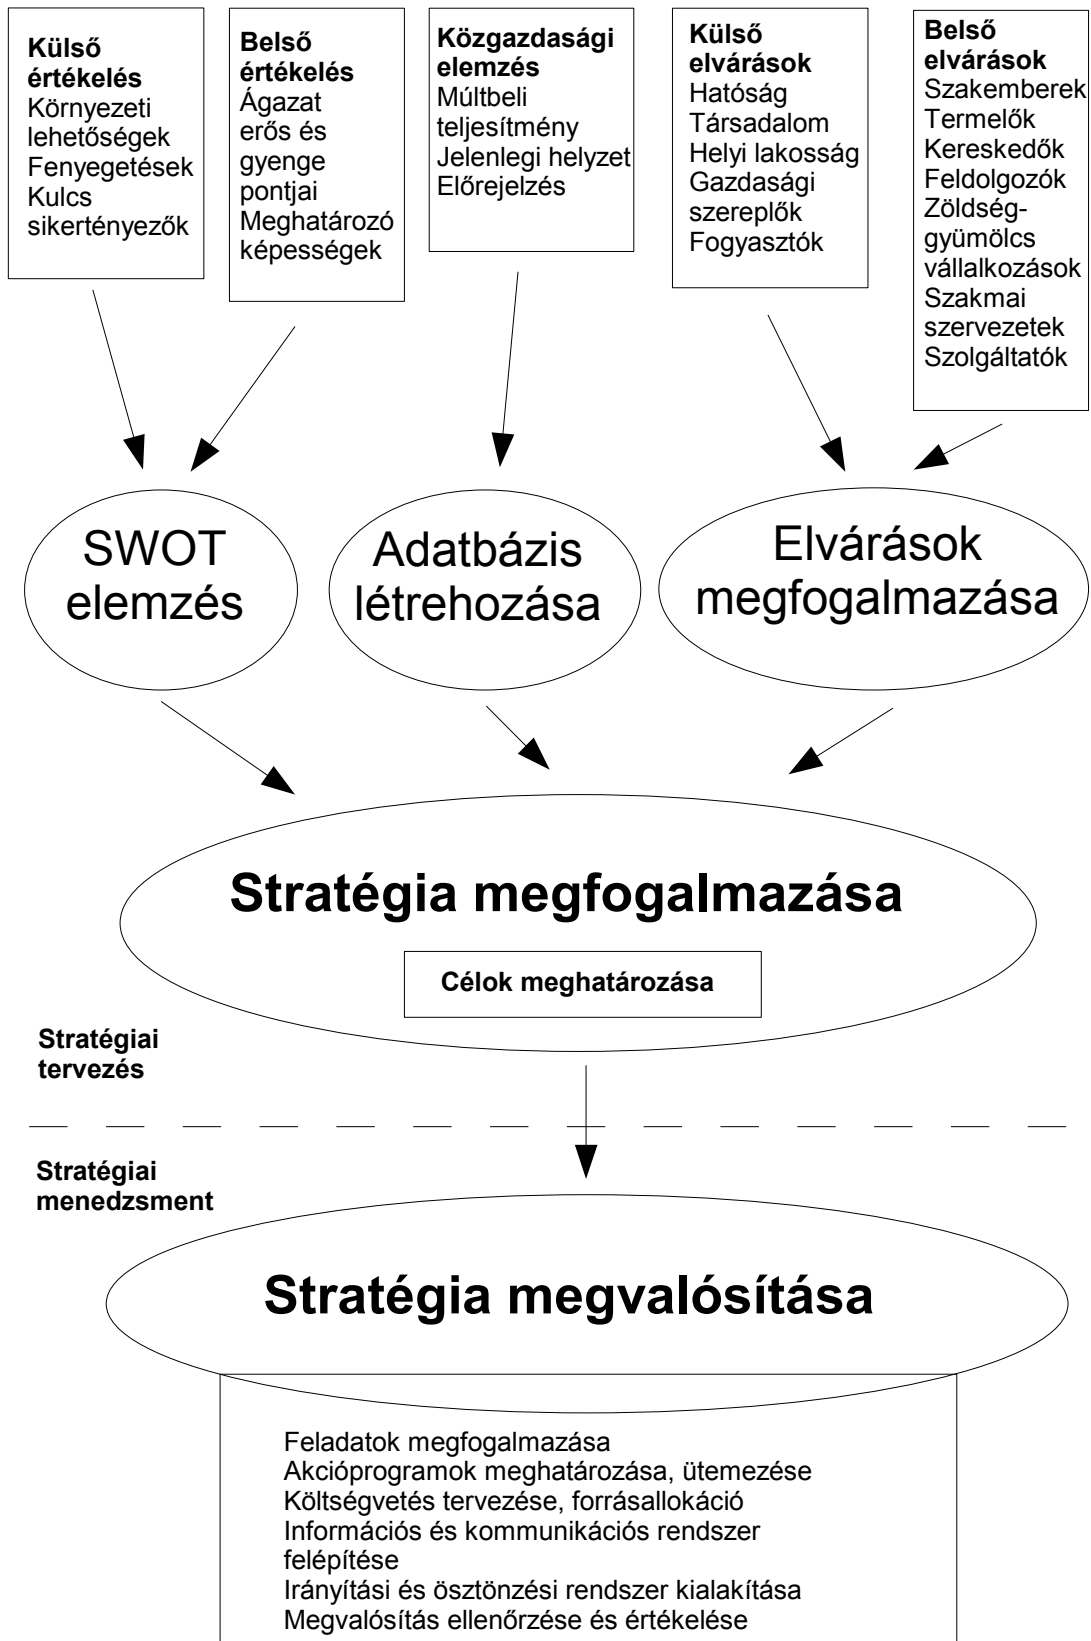 Külső
értékelés
Környezeti
lehetőségek
Fenyegetések
Kulcs
sikertényezők
Belső
értékelés
Ágazat
erős és
gyenge
pontjai
Meghatározó
képességek
Közgazdasági
elemzés
Múltbeli
teljesítmény
Jelenlegi helyzet
Előrejelzés
Külső
elvárások
Hatóság
Társadalom
Helyi lakosság
Gazdasági
szereplők
Fogyasztók
Belső
elvárások
Szakemberek
Termelők
Kereskedők
Feldolgozók
Zöldség-
gyümölcs
vállalkozások
Szakmai
szervezetek
Szolgáltatók
SWOT
elemzés
Adatbázis
létrehozása
Elvárások
megfogalmazása
Stratégia megfogalmazása
Célok meghatározása
Stratégiai
tervezés
Stratégiai
menedzsment
Stratégia megvalósítása
Feladatok megfogalmazása
Akcióprogramok meghatározása, ütemezése
Költségvetés tervezése, forrásallokáció
Információs és kommunikációs rendszer
felépítése
Irányítási és ösztönzési rendszer kialakítása
Megvalósítás ellenőrzése és értékelése